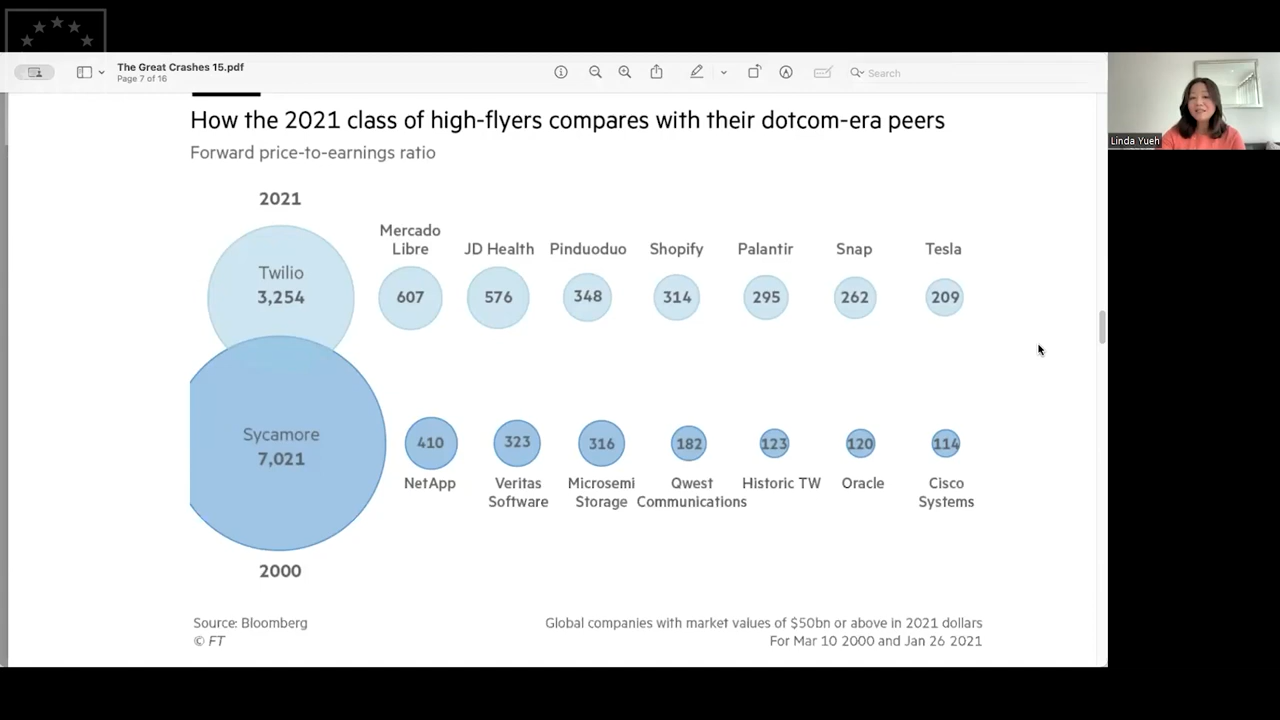 The Great Crashes 15.pdf
Page 7 of 16
Search
Linda Yueh
How the 2021 class of high-flyers compares with their dotcom-era peers
Forward price-to-earnings ratio
2021
Twilio
3,254
Mercado
Libre
607
JD Health
576
Pinduoduo
348
Shopify
314
Palantir
295
Snap
262
Tesla
209
Sycamore
7,021
2000
410
NetApp
323
Veritas
Software
316
Microsemi
Storage
182
Qwest
Communications
123
Historic TW
120
Oracle
114
Cisco
Systems
Source: Bloomberg
© FT
Global companies with market values of $50bn or above in 2021 dollars
For Mar 10 2000 and Jan 26 2021